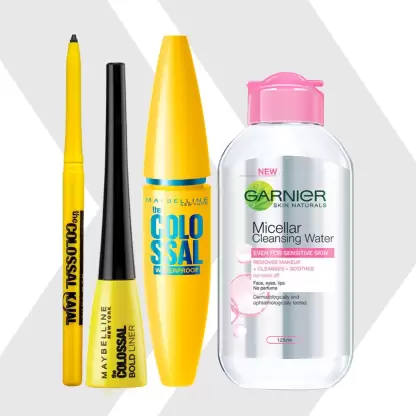 the COLOSSAL KAJAL
MAYBELLINE
NEW YORK
the COLOSSAL
BOLD LINER
MAYBELLINE
NEW YORK
the
COLO
SSAL
WATERPROOF
NEW
GARNIER
SKIN NATURALS
Micellar
Cleansing Water
EVEN FOR SENSITIVE SKIN
REMOVES MAKEUP
+ CLEANSES + SOOTHES
no rinse off
Face, eyes, lips
No perfume
Dermatologically and
ophtalmologically tested
125ml